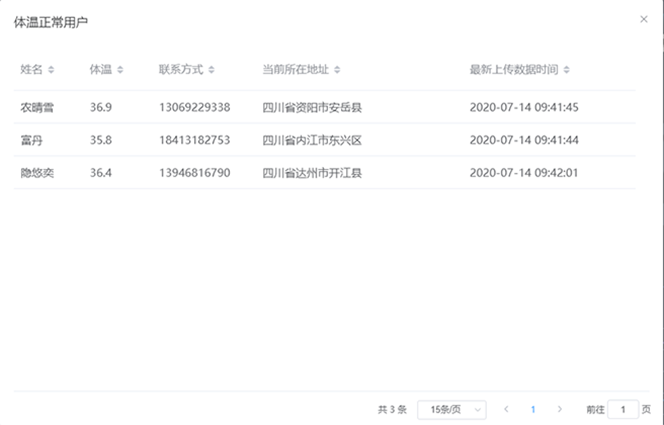 体温正常用户
姓名 体温 联系方式 当前所在地址 最新上传数据时间
农晴雪 36.9 13069229338 四川省资阳市安岳县 2020-07-14 09:41:45
富丹 35.8 18413182753 四川省内江市东兴区 2020-07-14 09:41:44
隐悠奕 36.4 13946816790 四川省达州市开江县 2020-07-14 09:42:01
共 3 条 15条/页 1 前往 1 页